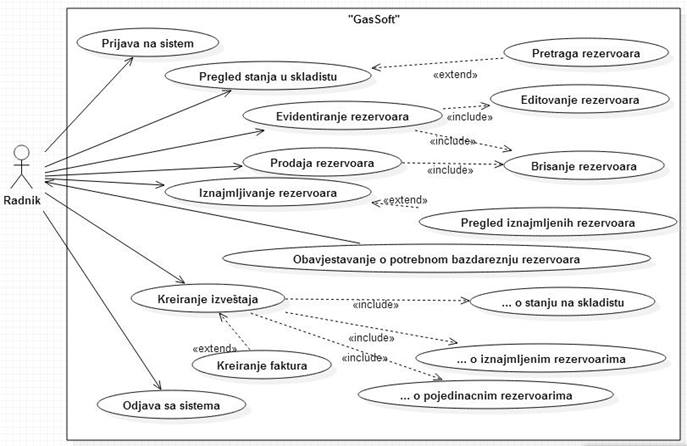 "GasSoft"
Prijava na sistem
Pretraga rezervoara
Pregled stanja u skladistu
«extend»
Evidentiranje rezervoara
Editovanje rezervoara
«include»
«include»
Prodaja rezervoara
Brisanje rezervoara
«include»
Radnik
Iznajmljivanje rezervoara
«extend»
Pregled iznajmljenih rezervoara
Obavjestavanje o potrebnom bazdareznju rezervoara
Kreiranje izveštaja
«include»
... o stanju na skladistu
«include»
«extend»
«include»
Kreiranje faktura
... o iznajmljenim rezervoarima
... o pojedinacnim rezervoarima
Odjava sa sistema